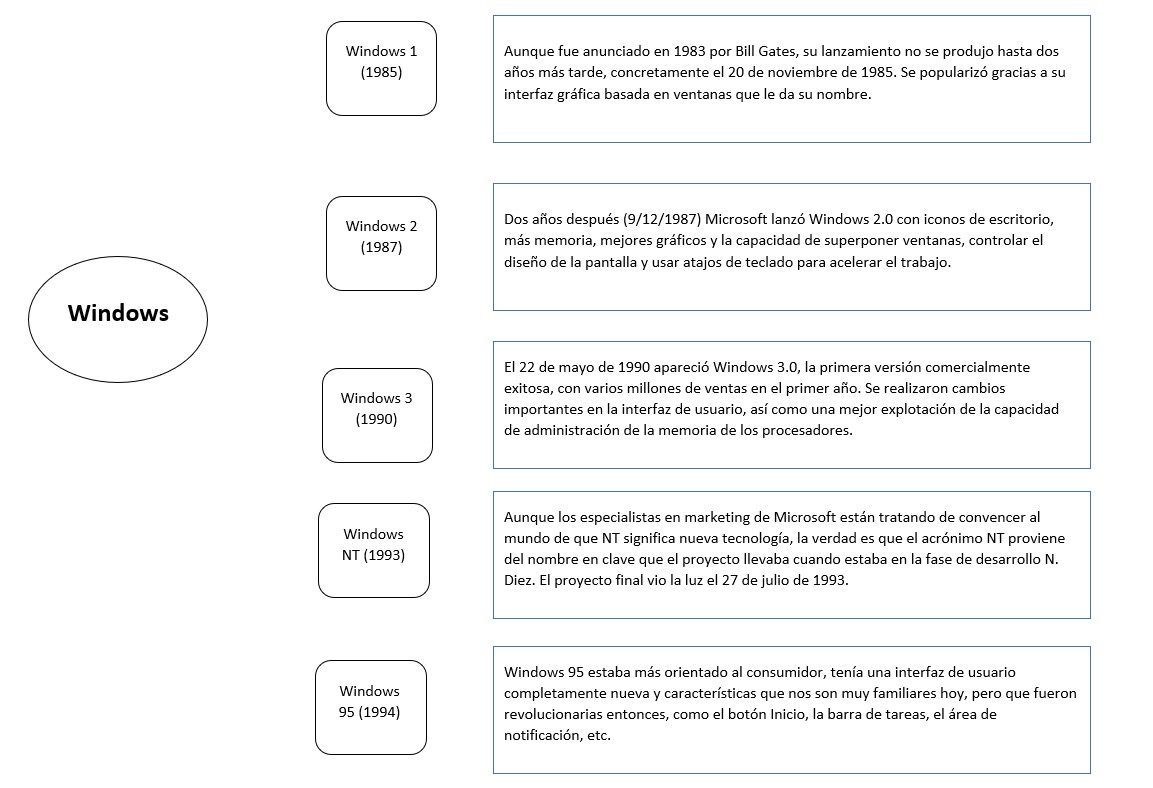 Windows
Windows 1
(1985)
Aunque fue anunciado en 1983 por Bill Gates, su lanzamiento no se produjo hasta dos
años más tarde, concretamente el 20 de noviembre de 1985. Se popularizó gracias a su
interfaz gráfica basada en ventanas que le da su nombre.
Windows 2
(1987)
Dos años después (9/12/1987) Microsoft lanzó Windows 2.0 con iconos de escritorio,
más memoria, mejores gráficos y la capacidad de superponer ventanas, controlar el
diseño de la pantalla y usar atajos de teclado para acelerar el trabajo.
Windows 3
(1990)
El 22 de mayo de 1990 apareció Windows 3.0, la primera versión comercialmente
exitosa, con varios millones de ventas en el primer año. Se realizaron cambios
importantes en la interfaz de usuario, así como una mejor explotación de la capacidad
de administración de la memoria de los procesadores.
Windows
NT (1993)
Aunque los especialistas en marketing de Microsoft están tratando de convencer al
mundo de que NT significa nueva tecnología, la verdad es que el acrónimo NT proviene
del nombre en clave que el proyecto llevaba cuando estaba en la fase de desarrollo N.
Diez. El proyecto final vio la luz el 27 de julio de 1993.
Windows
95 (1994)
Windows 95 estaba más orientado al consumidor, tenía una interfaz de usuario
completamente nueva y características que nos son muy familiares hoy, pero que fueron
revolucionarias entonces, como el botón Inicio, la barra de tareas, el área de
notificación, etc.